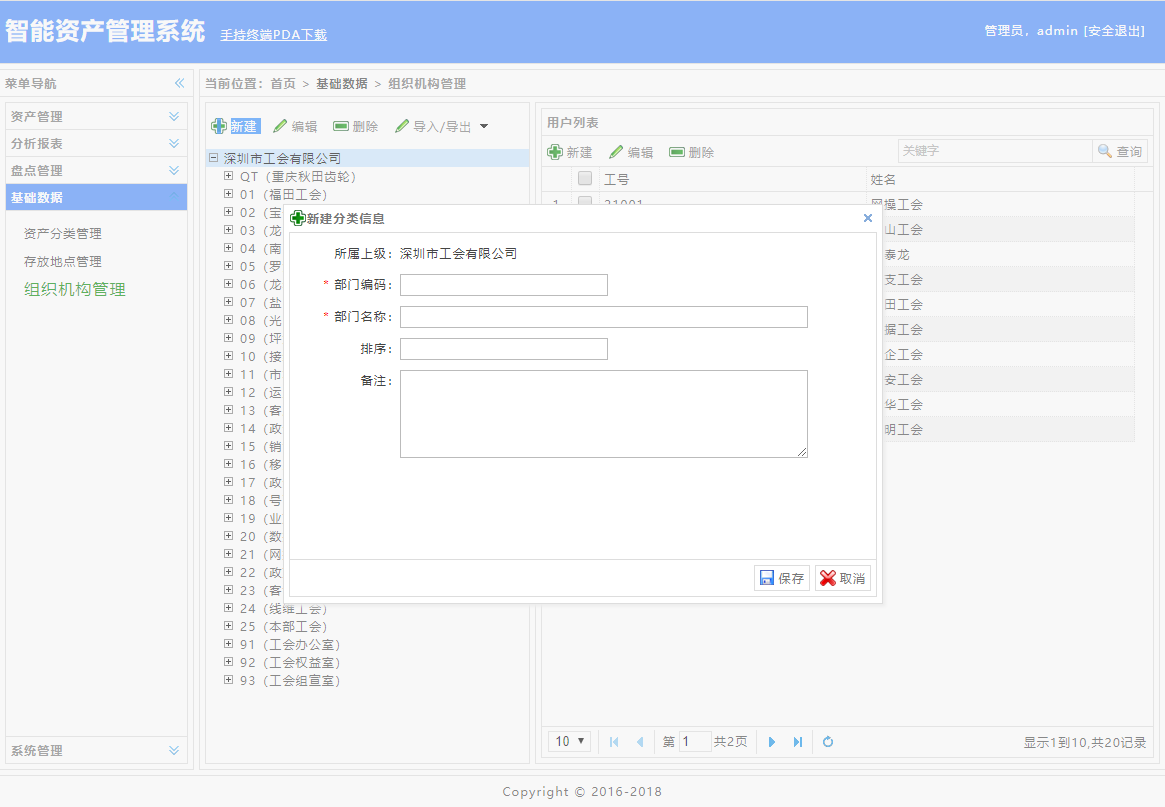 智能资产管理系统 手持终端PDA下载
管理员，admin [安全退出]
菜单导航
资产管理
分析报表
盘点管理
基础数据
资产分类管理
存放地点管理
组织机构管理
系统管理
当前位置：首页 > 基础数据 > 组织机构管理
新建 编辑 删除 导入/导出
深圳市工会有限公司
QT（重庆秋田齿轮）
01（福田工会）
02（宝
03（龙
04（南
05（罗
06（龙
07（盐
08（光
09（坪
10（接
11（市
12（运
13（客
14（政
15（销
16（移
17（政
18（号
19（业
20（数
21（网
22（政
23（客
24（线维工会）
25（本部工会）
91（工会办公室）
92（工会权益室）
93（工会组宣室）
用户列表
新建 编辑 删除 关键字 查询
工号 姓名
网操工会
山工会
泰龙
支工会
田工会
据工会
企工会
安工会
华工会
明工会
新建分类信息
所属上级：深圳市工会有限公司
* 部门编码：
* 部门名称：
排序：
备注：
保存 取消
10 第 1 共2页 显示1到10,共20记录
Copyright © 2016-2018